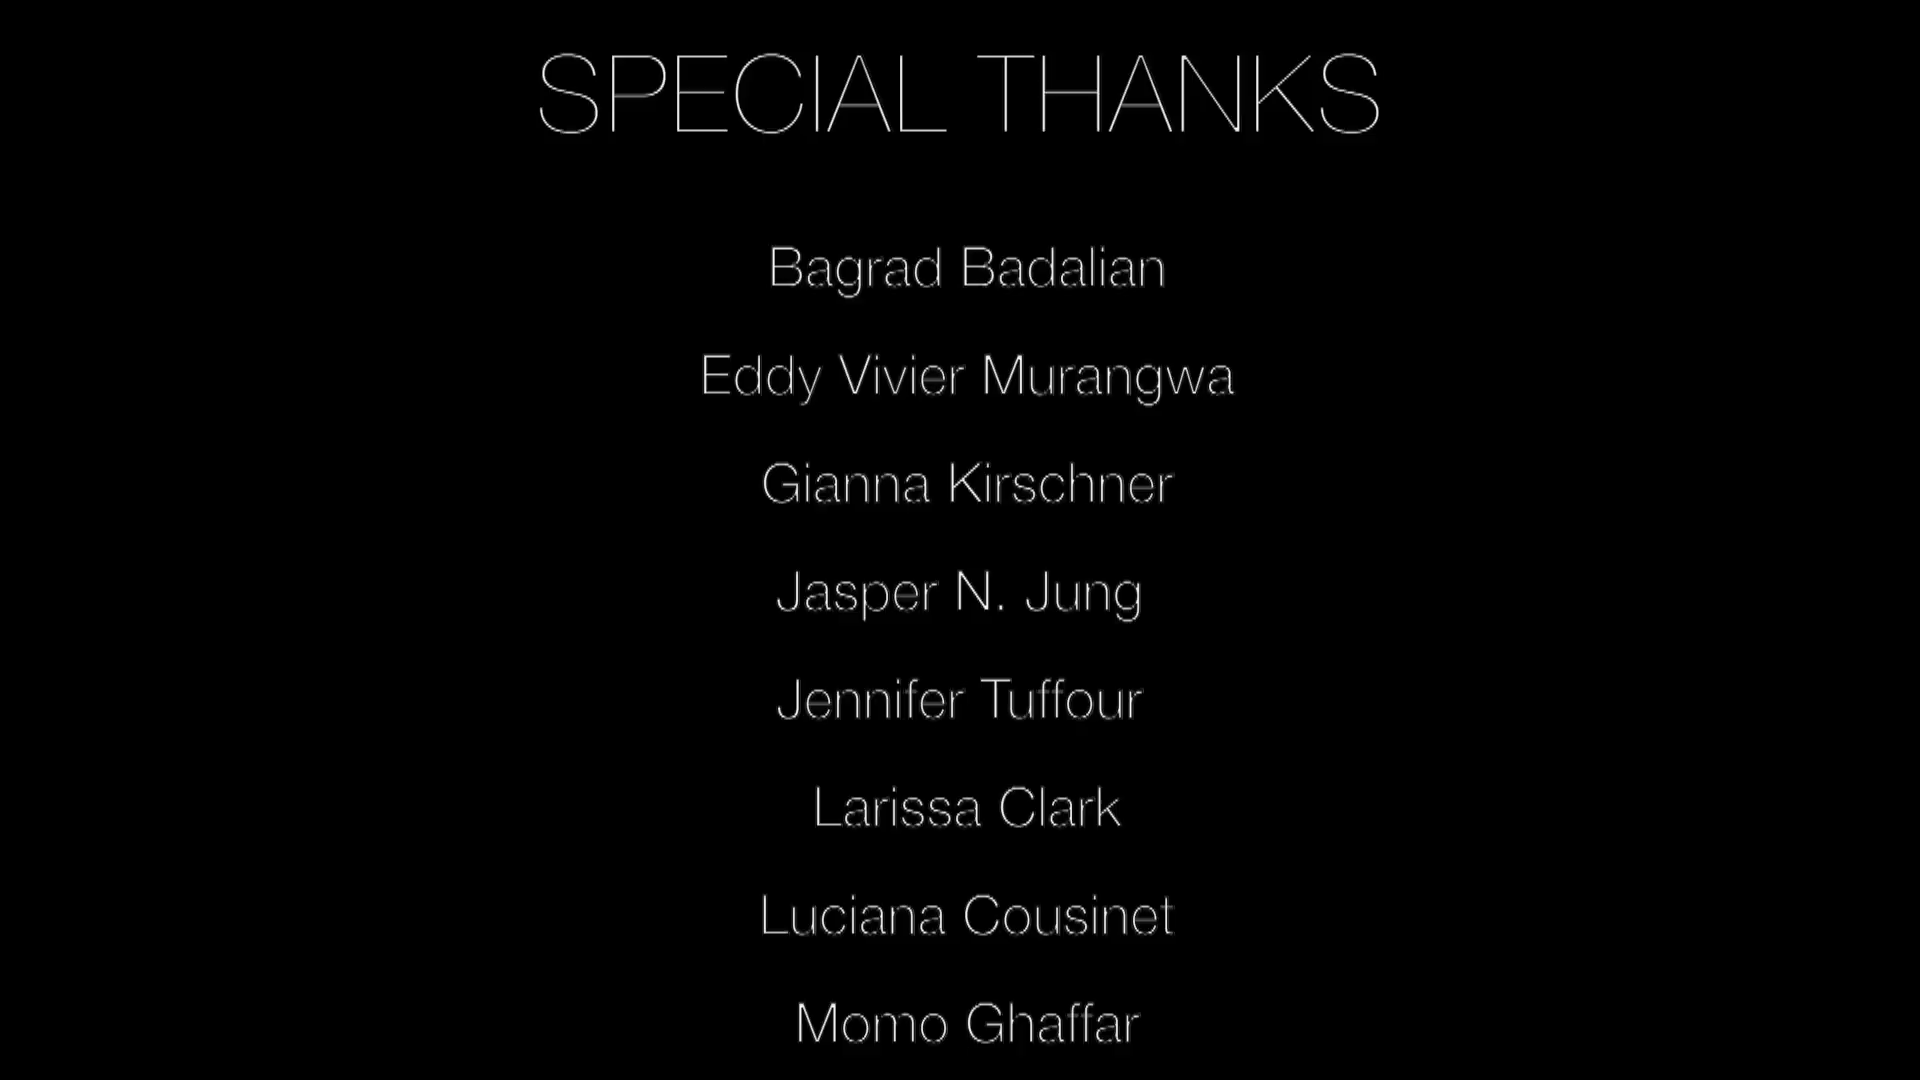 SPECIAL THANKS
Bagrad Badalian
Eddy Vivier Murangwa
Gianna Kirschner
Jasper N. Jung
Jennifer Tuffour
Larissa Clark
Luciana Cousinet
Momo Ghaffar